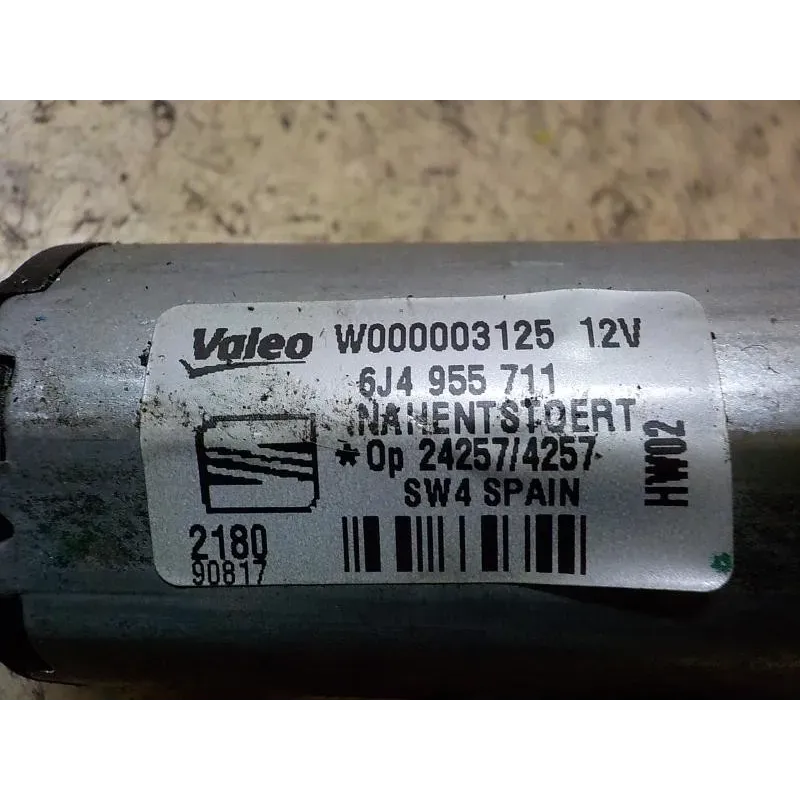 Valeo W000003125 12V
6J4 955 711
NAHENTSTOERT
*Op 24257/4257
SW4 SPAIN
HW02
2180
90817